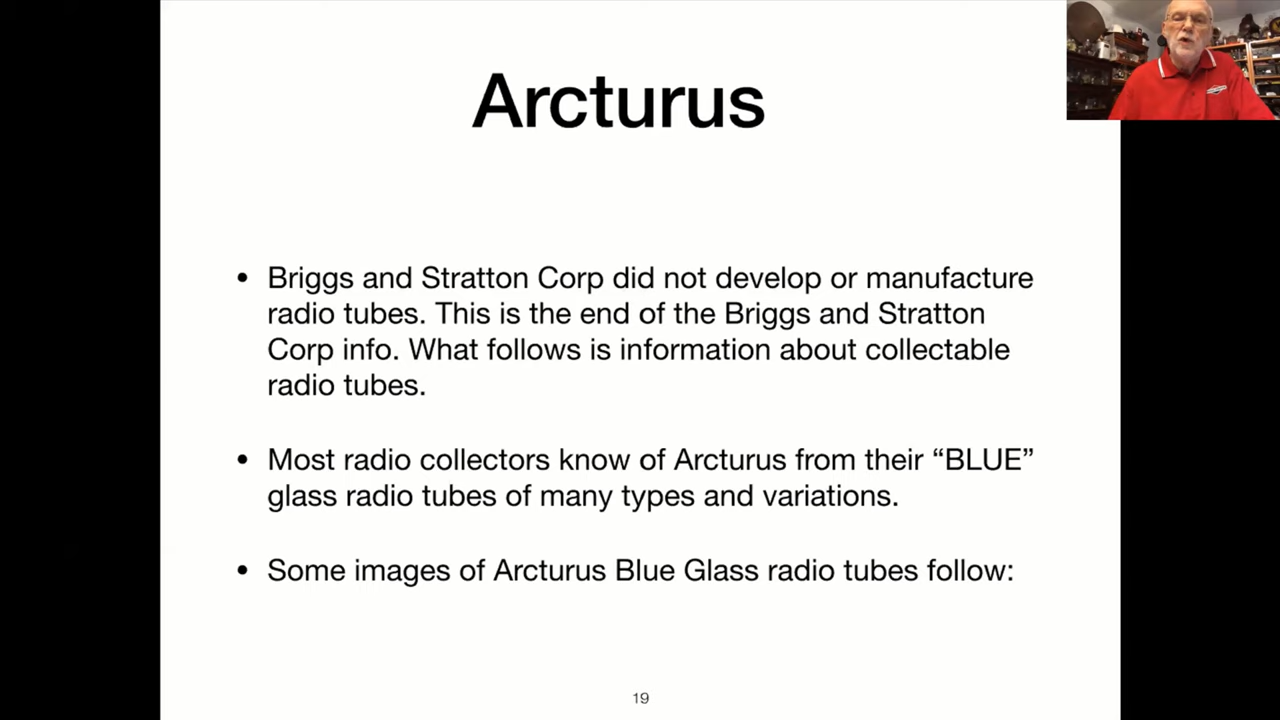 Arcturus
• Briggs and Stratton Corp did not develop or manufacture
radio tubes. This is the end of the Briggs and Stratton
Corp info. What follows is information about collectable
radio tubes.
• Most radio collectors know of Arcturus from their “BLUE”
glass radio tubes of many types and variations.
• Some images of Arcturus Blue Glass radio tubes follow:
19